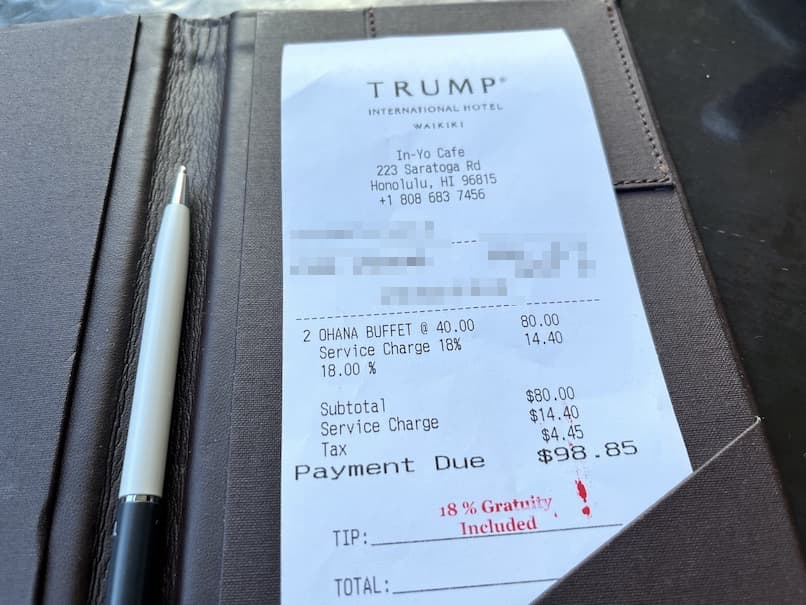 TRUMP®
INTERNATIONAL HOTEL
WAIKIKI
In-Yo Cafe
223 Saratoga Rd
Honolulu, HI 96815
+1 808 683 7456
2 OHANA BUFFET @ 40.00 80.00
Service Charge 18% 14.40
18.00 %
Subtotal $80.00
Service Charge $14.40
Tax $4.45
Payment Due $98.85
18 % Gratuity
Included !
TIP:
TOTAL: